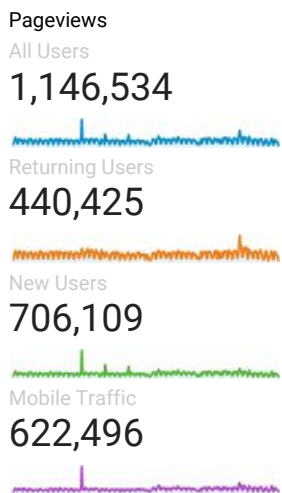 Pageviews
All Users
1,146,534
Returning Users
440,425
New Users
706,109
Mobile Traffic
622,496